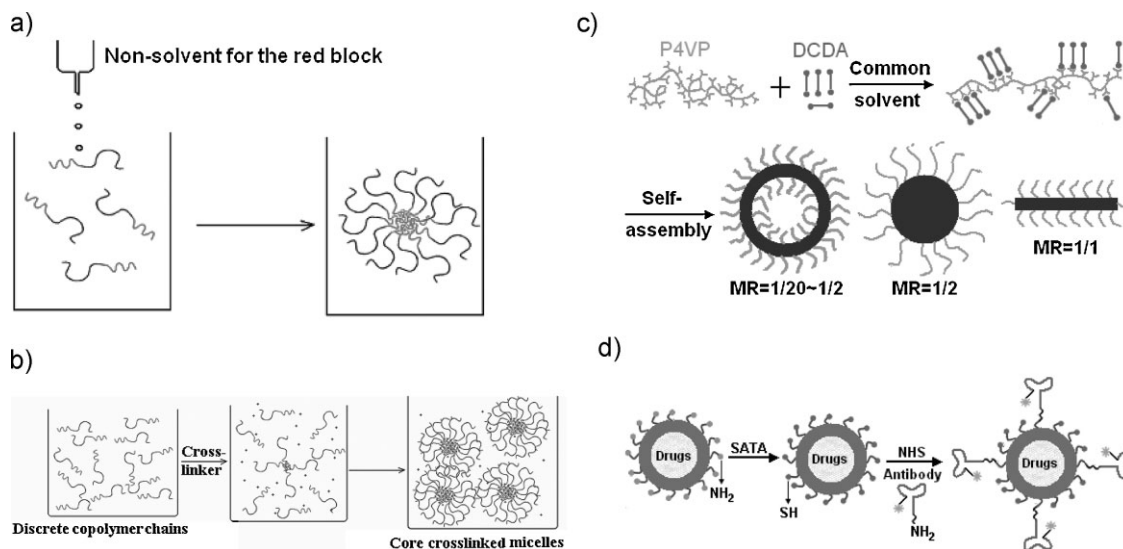 a)
Non-solvent for the red block
b)
Cross-
linker
Discrete copolymer chains
Core crosslinked micelles
c)
P4VP
+
DCDA
Common
solvent
Self-
assembly
MR=1/20~1/2
MR=1/2
MR=1/1
d)
Drugs
NH2
SATA
Drugs
SH
NHS
Antibody
NH2
Drugs